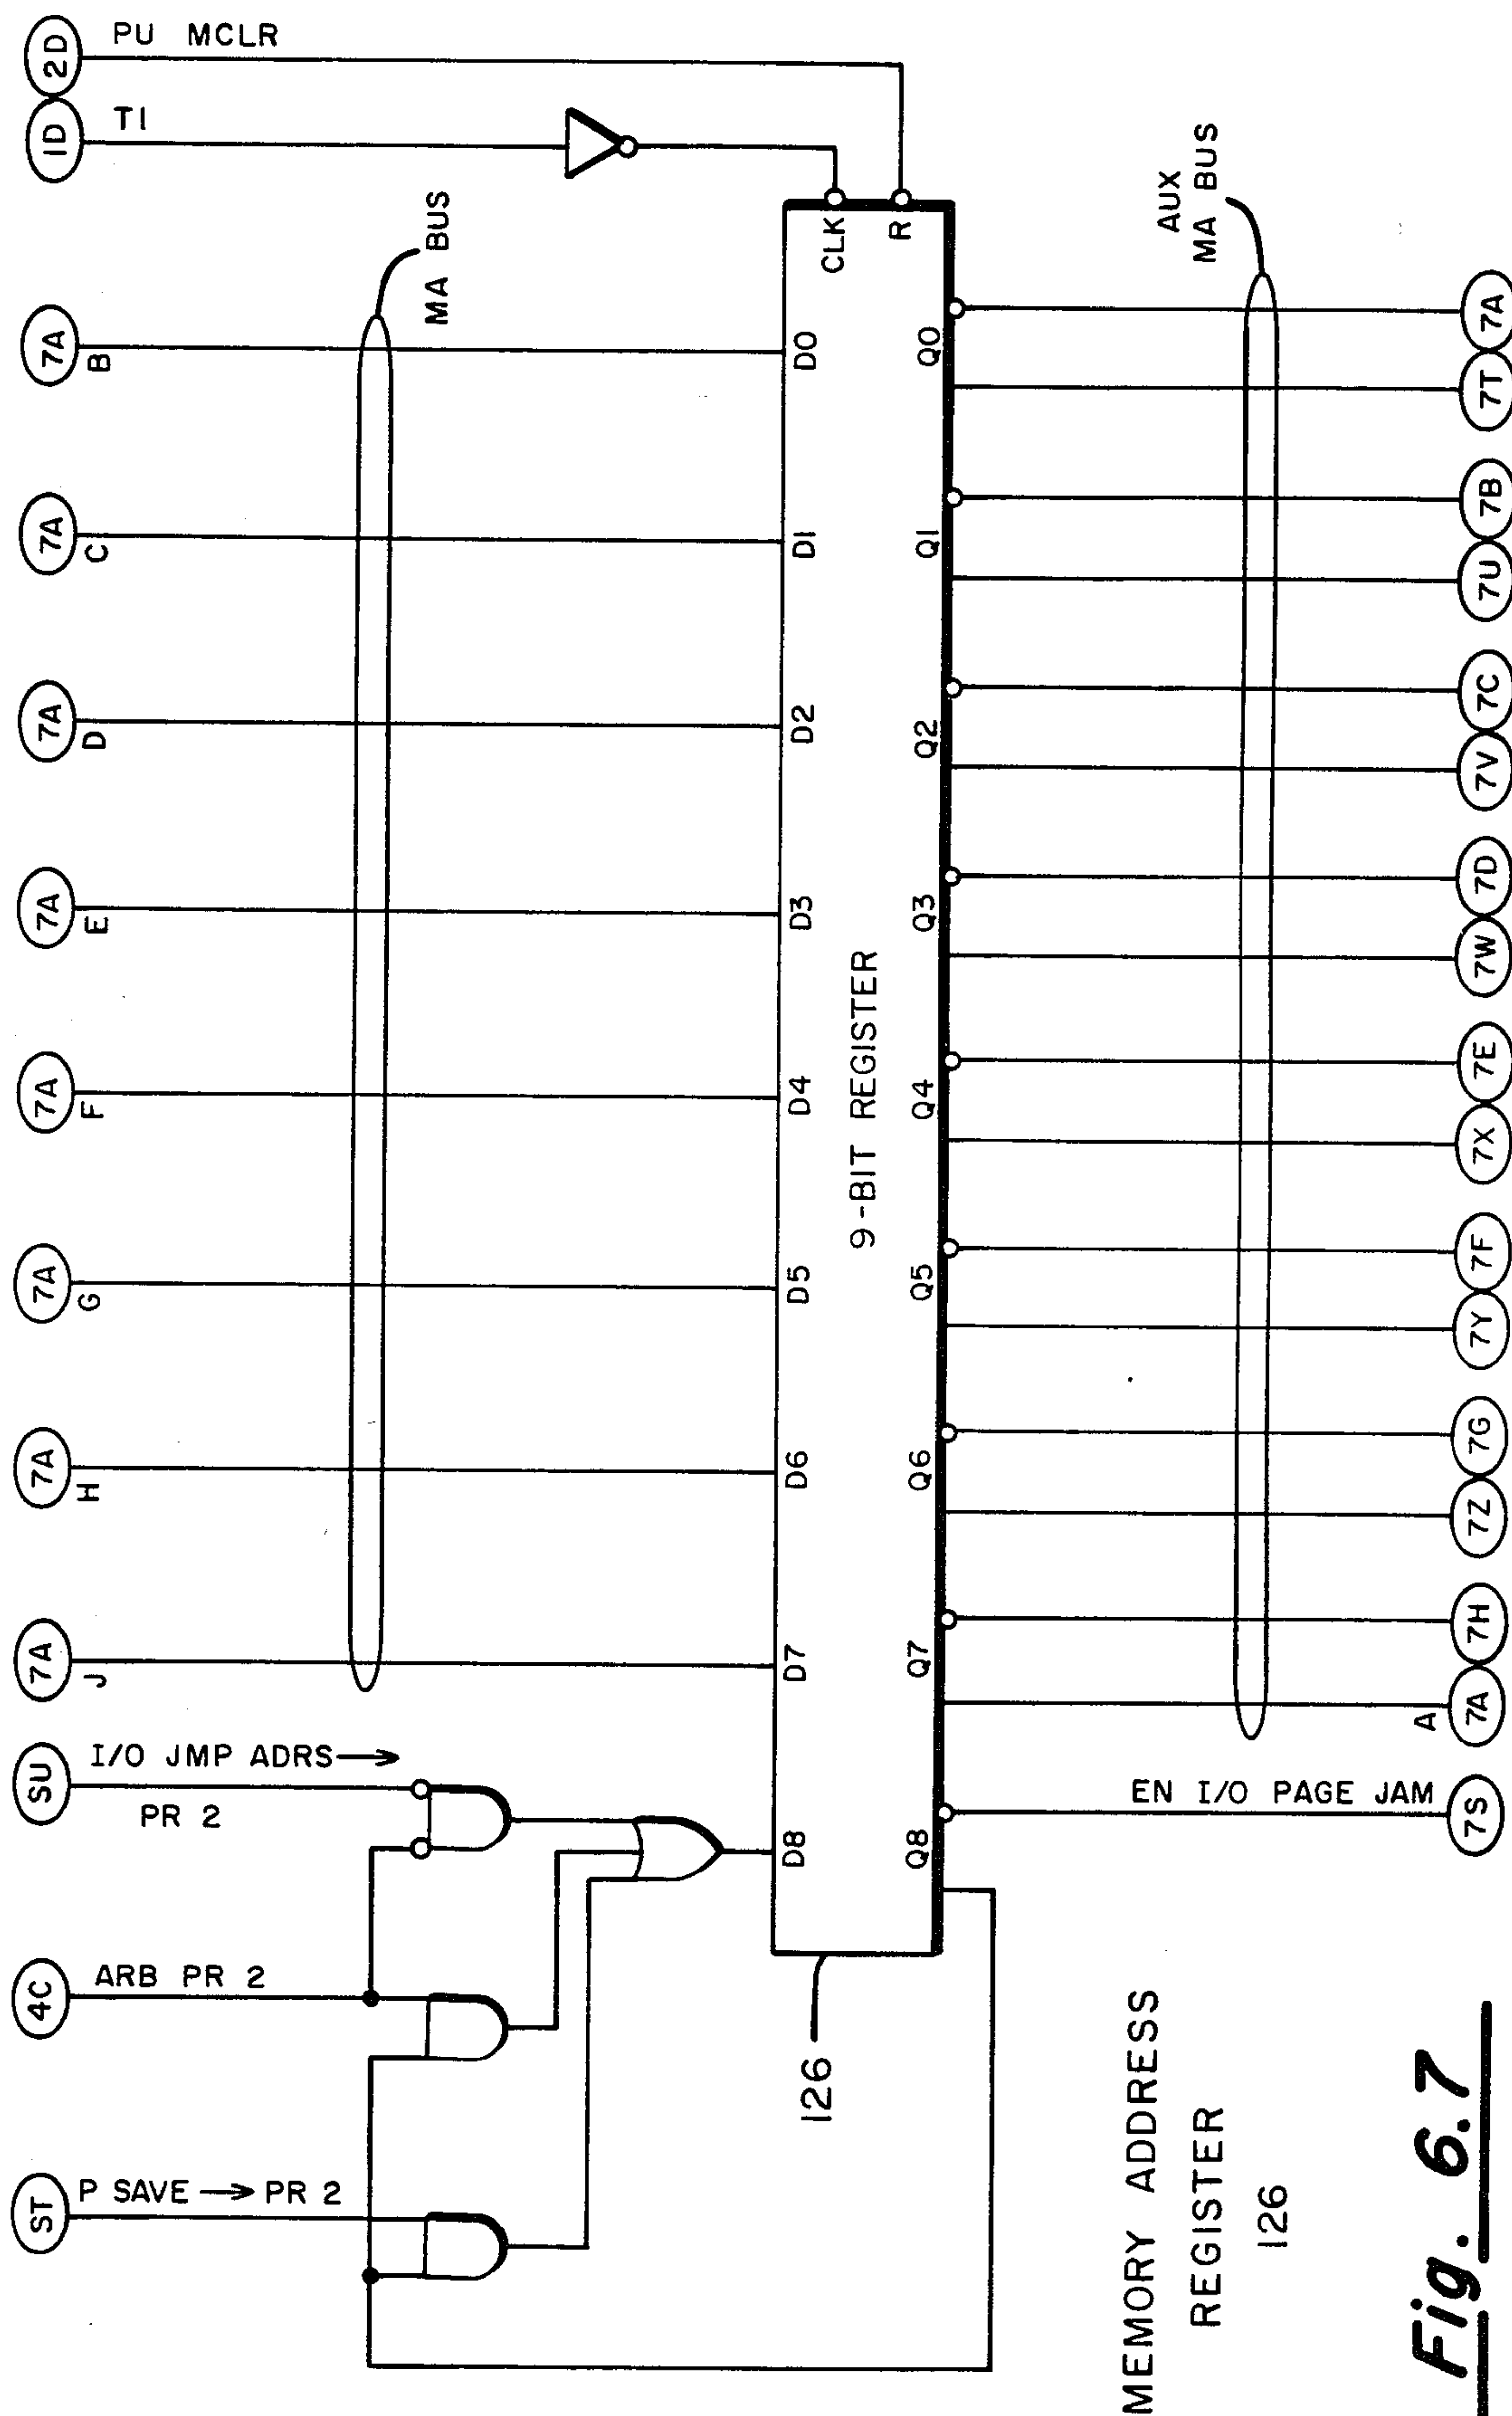 ST
P SAVE → PR 2
4C
ARB PR 2
SU
I/O JMP ADRS →
PR 2
7A
J
7A
H
7A
G
7A
F
7A
E
7A
D
7A
C
7A
B
1D
T1
2D
PU MCLR
MA BUS
D8
D7
D6
D5
D4
D3
D2
D1
D0
CLK
R
126
9-BIT REGISTER
Q8
Q7
Q6
Q5
Q4
Q3
Q2
Q1
Q0
EN I/O PAGE JAM
AUX
MA BUS
7S
A
7A
7H
7Z
7G
7Y
7F
7X
7E
7W
7D
7V
7C
7U
7B
7T
7A
MEMORY ADDRESS
REGISTER
126
Fig. 6.7